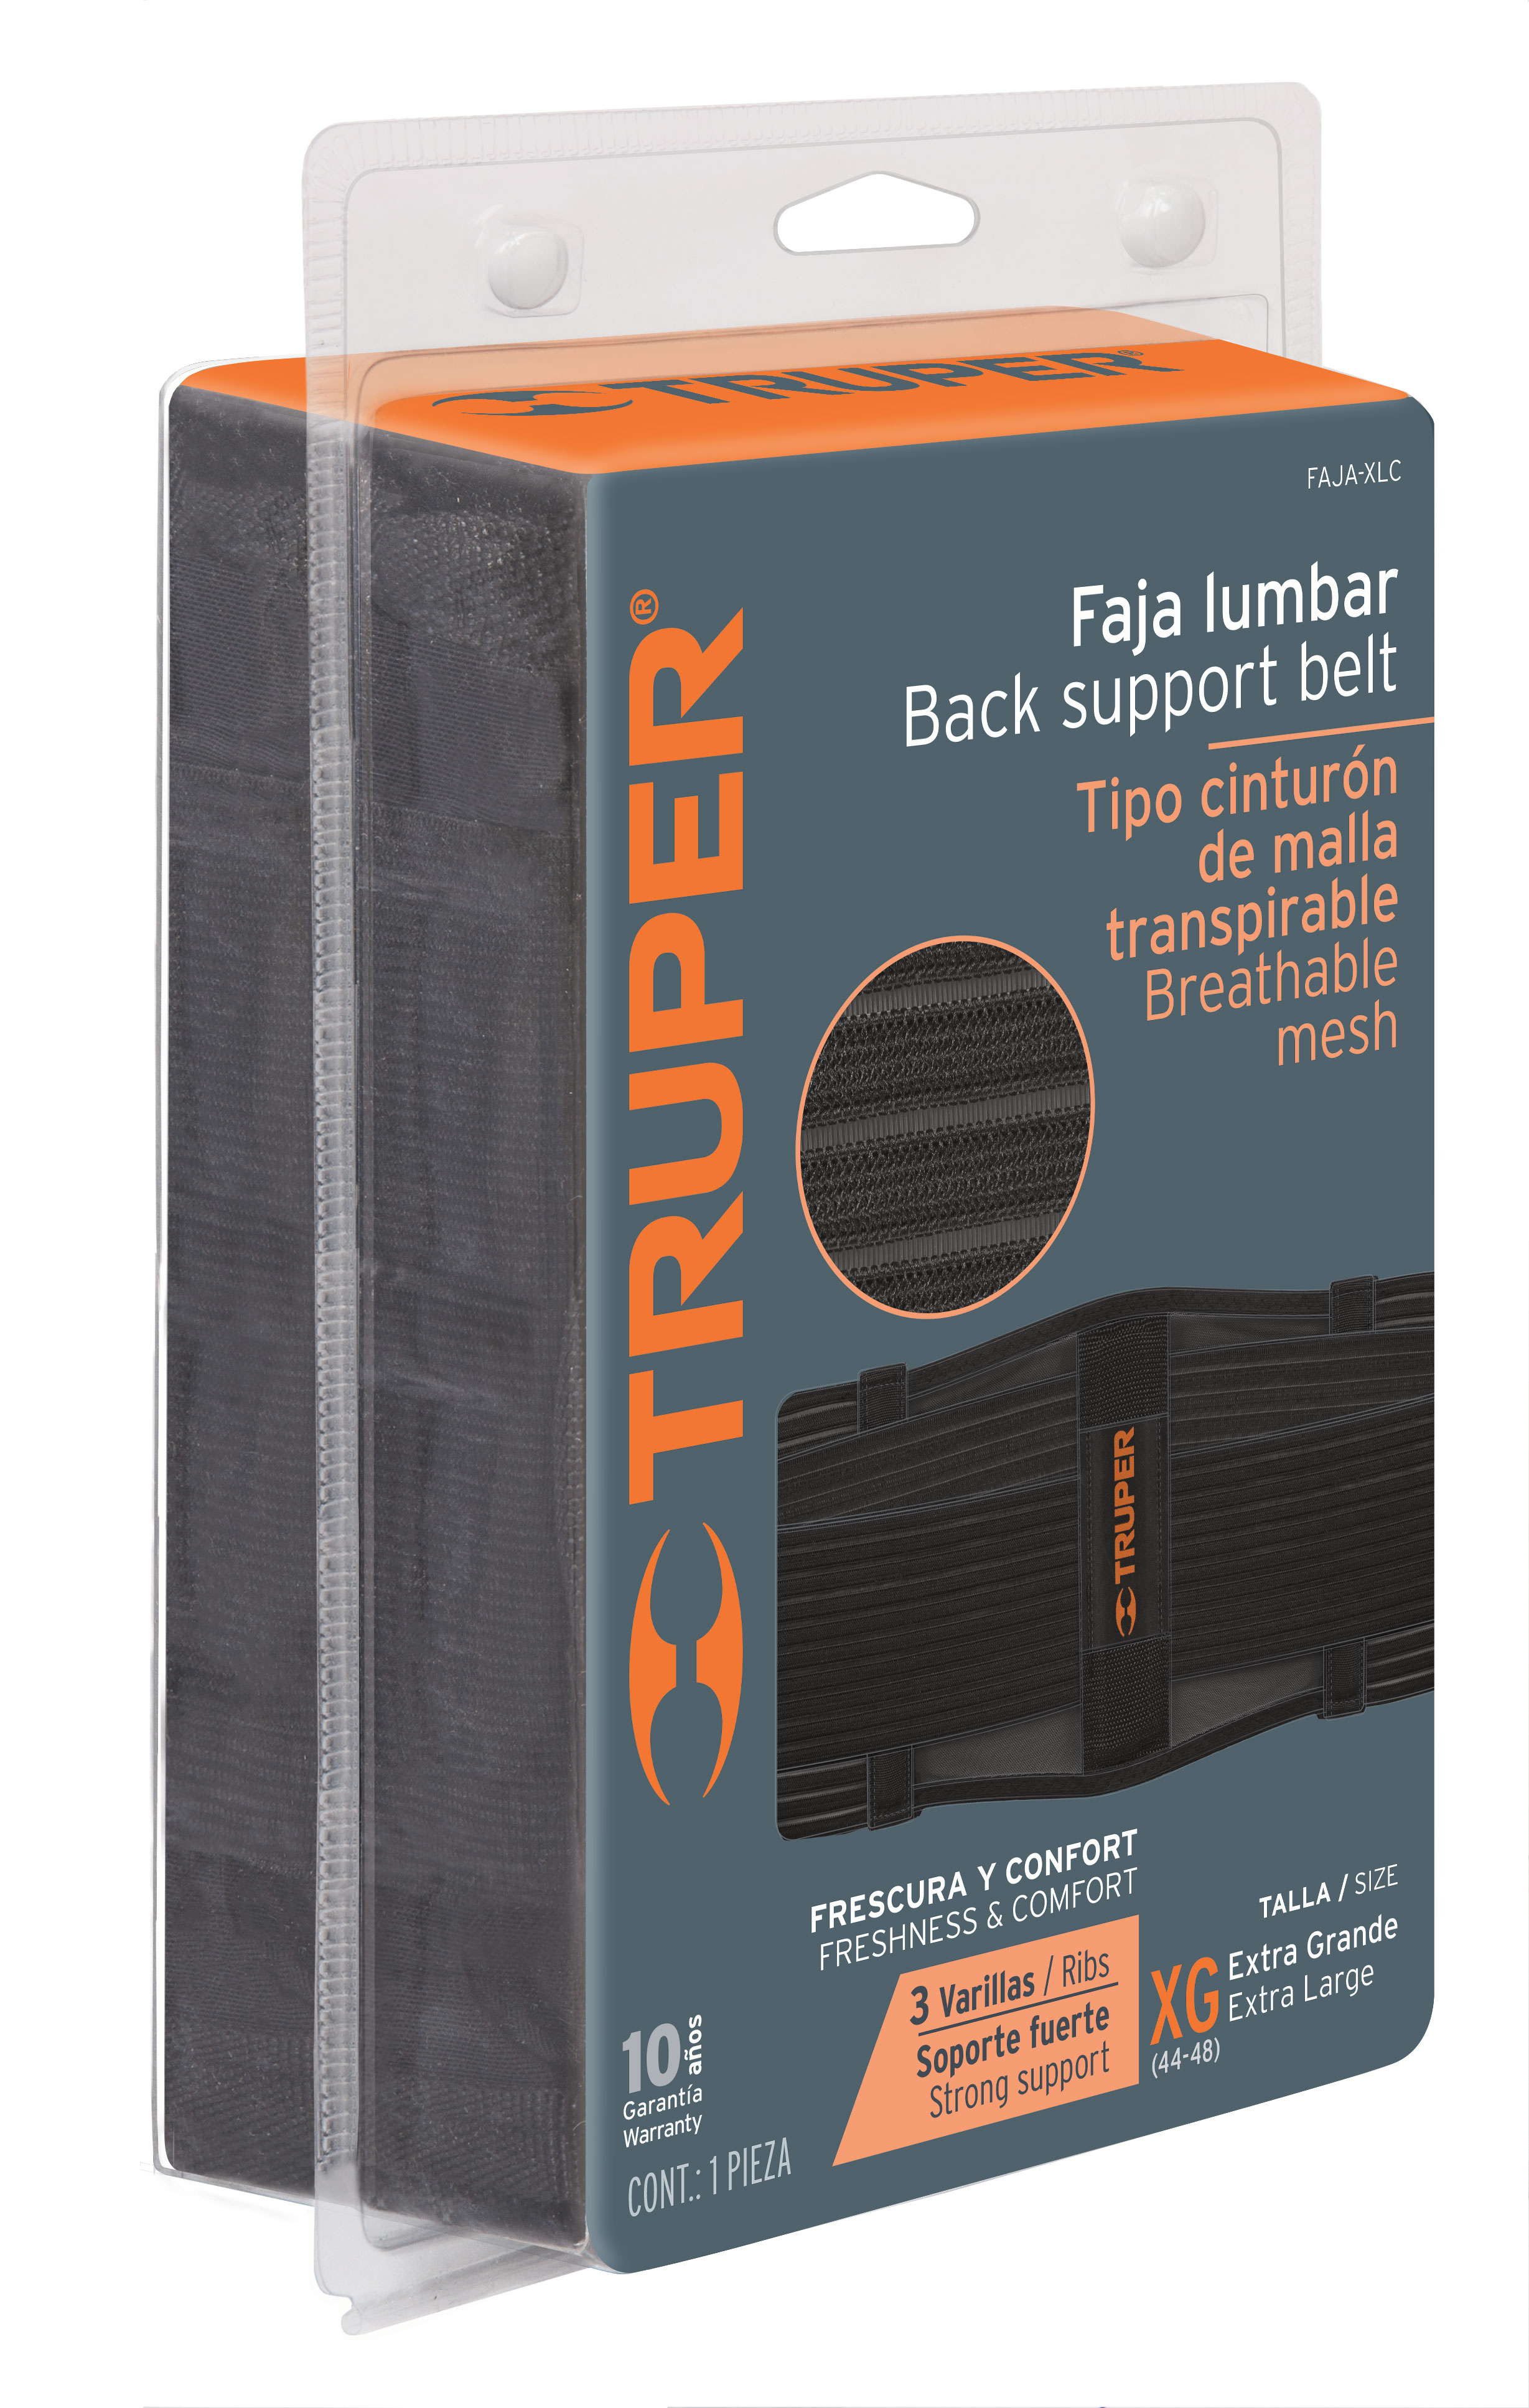 TRUPER®
FAJA-XLC
Faja lumbar
Back support belt
Tipo cinturón
de malla
transpirable
Breathable
mesh
TRUPER®
TRUPER
FRESCURA Y CONFORT
FRESHNESS & COMFORT
3 Varillas / Ribs
Soporte fuerte
Strong support
TALLA / SIZE
XG Extra Grande
Extra Large
(44-48)
10 años
Garantía
Warranty
CONT.: 1 PIEZA